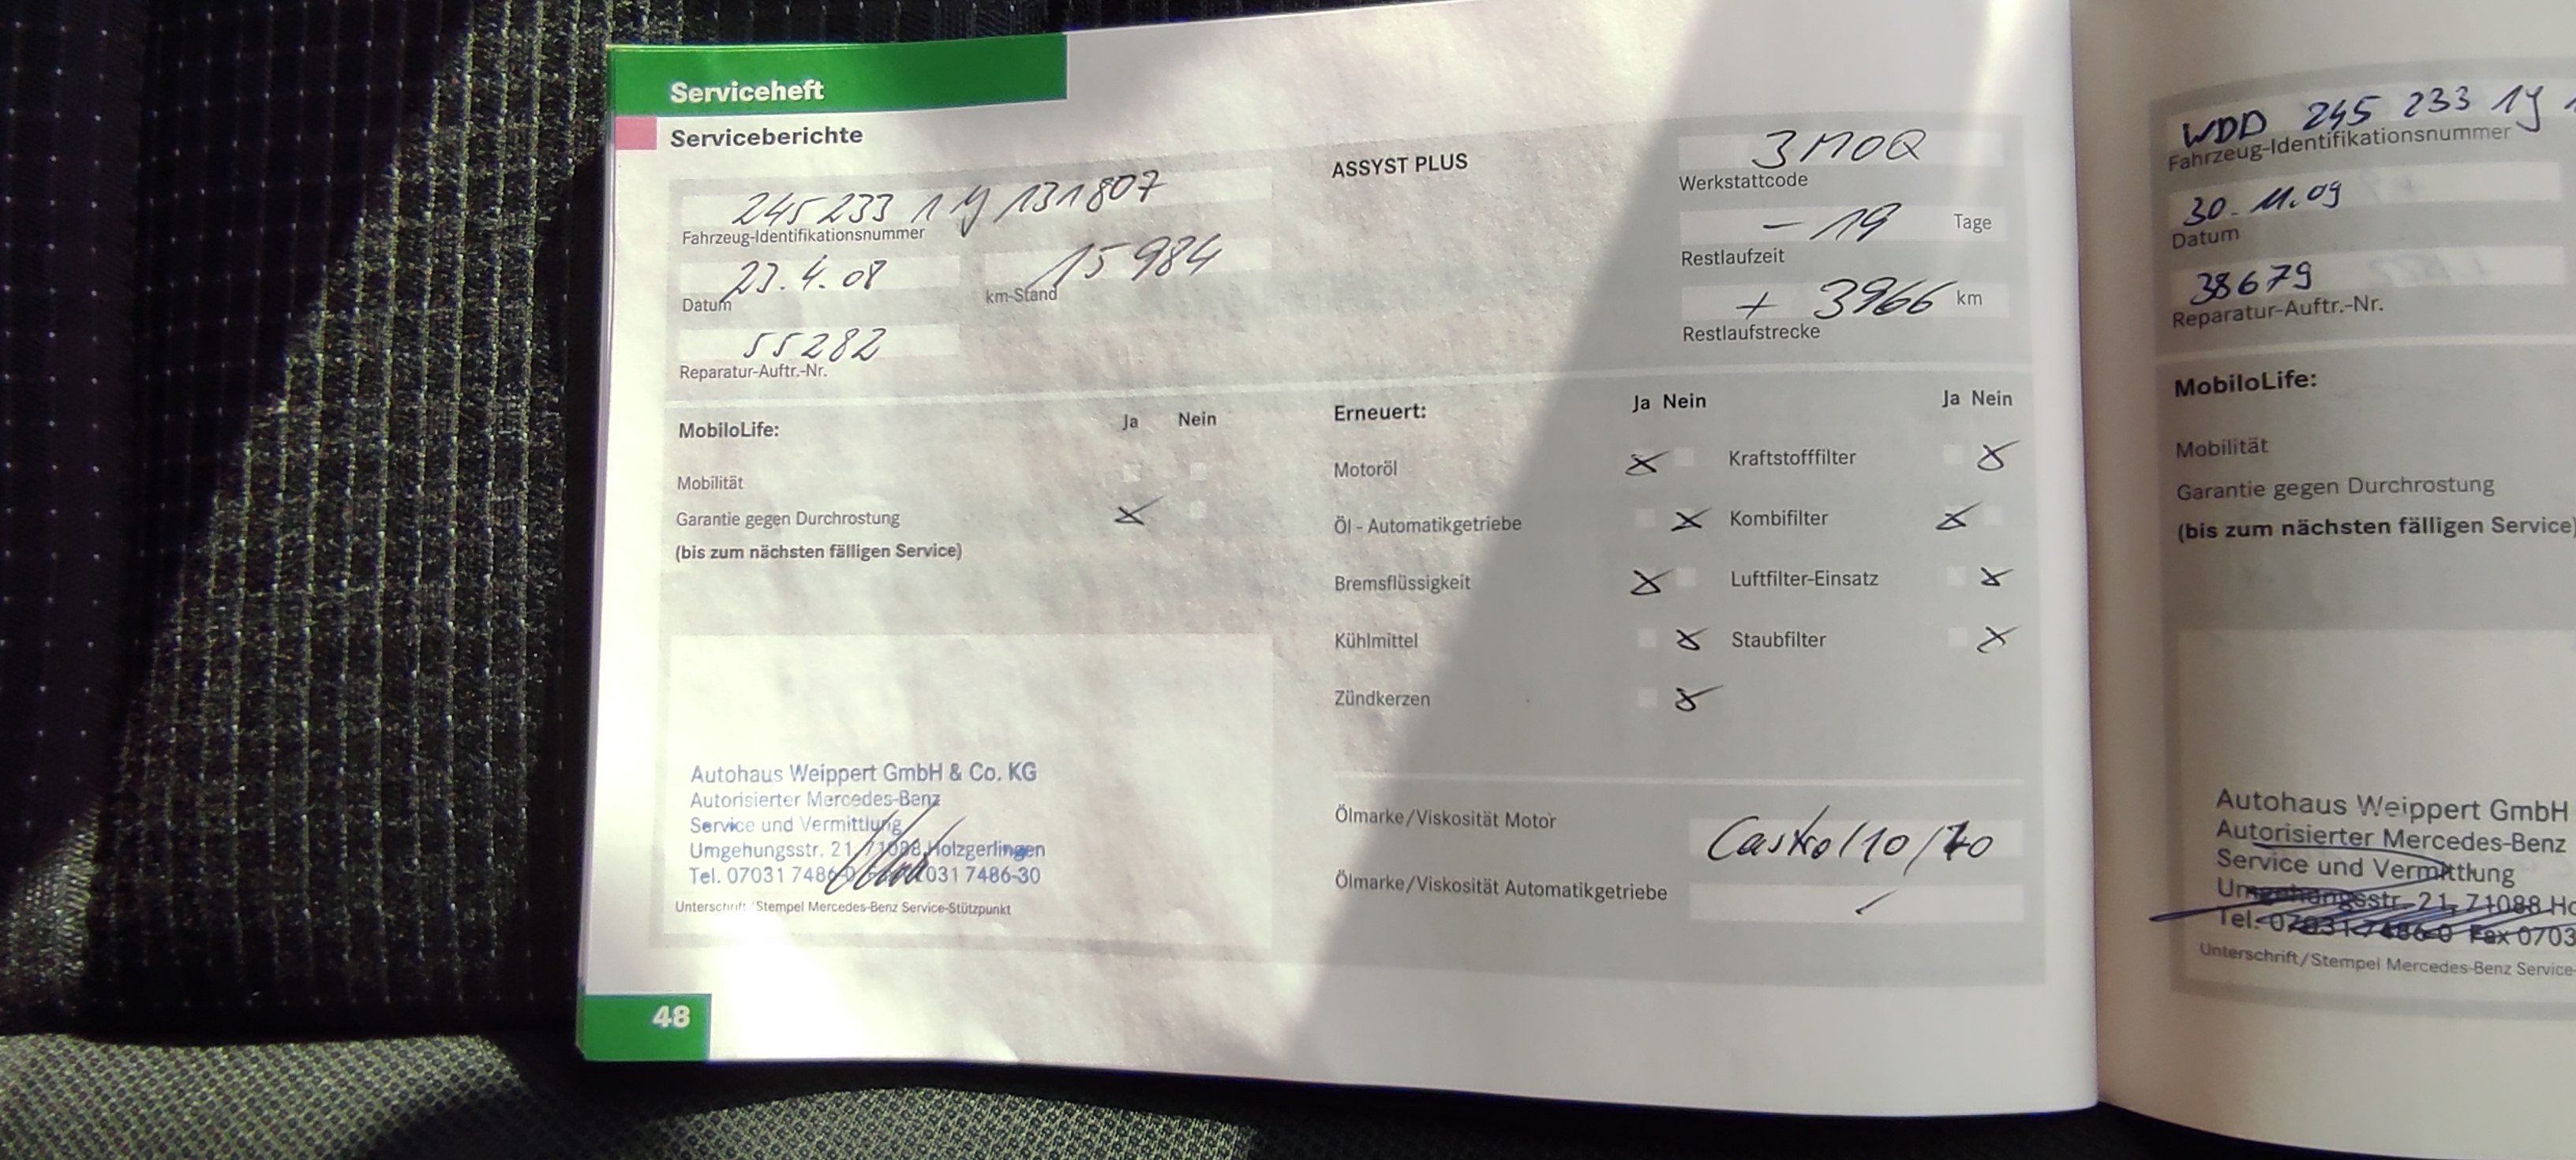 Serviceheft
Serviceberichte
245 233 1 J 131807
Fahrzeug-Identifikationsnummer
23.4.08
15984
Datum
km-Stand
55282
Reparatur-Auftr.-Nr.
ASSYST PLUS
3MOQ
Werkstattcode
- 19 Tage
Restlaufzeit
+ 3966 km
Restlaufstrecke
MobiloLife:
Ja Nein
Mobilität
Garantie gegen Durchrostung
(bis zum nächsten fälligen Service)
Erneuert:
Ja Nein
Ja Nein
Motoröl
Kraftstofffilter
Öl - Automatikgetriebe
Kombifilter
Bremsflüssigkeit
Luftfilter-Einsatz
Kühlmittel
Staubfilter
Zündkerzen
Autohaus Weippert GmbH & Co. KG
Autorisierter Mercedes-Benz
Service und Vermittlung
Umgehungsstr. 21, 71088 Holzgerlingen
Tel. 07031 7486-0 031 7486-30
Unterschrift/Stempel Mercedes-Benz Service-Stützpunkt
Ölmarke/Viskosität Motor
Castrol 10/40
Ölmarke/Viskosität Automatikgetriebe
48
WDD 245 233 1J
Fahrzeug-Identifikationsnummer
30.11.09
Datum
38679
Reparatur-Auftr.-Nr.
MobiloLife:
Mobilität
Garantie gegen Durchrostung
(bis zum nächsten fälligen Service)
Autohaus Weippert GmbH
Autorisierter Mercedes-Benz
Service und Vermittlung
Umgehungsstr. 21, 71088 Ho
Tel. 07031 7486-0 Fax 0703
Unterschrift/Stempel Mercedes-Benz Service-